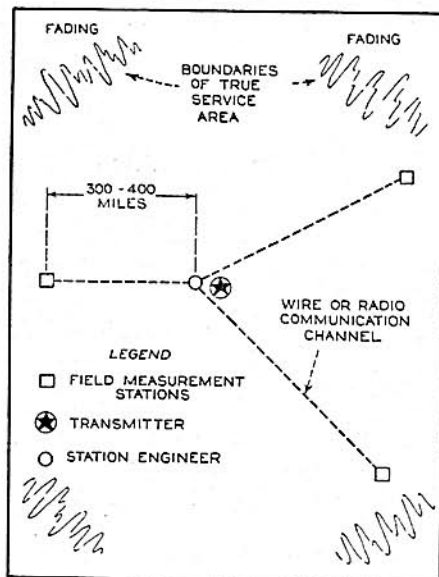 FADING
FADING
BOUNDARIES
OF TRUE
SERVICE
AREA
300 - 400
MILES
WIRE OR RADIO
COMMUNICATION
CHANNEL
LEGEND
FIELD MEASUREMENT
STATIONS
TRANSMITTER
STATION ENGINEER